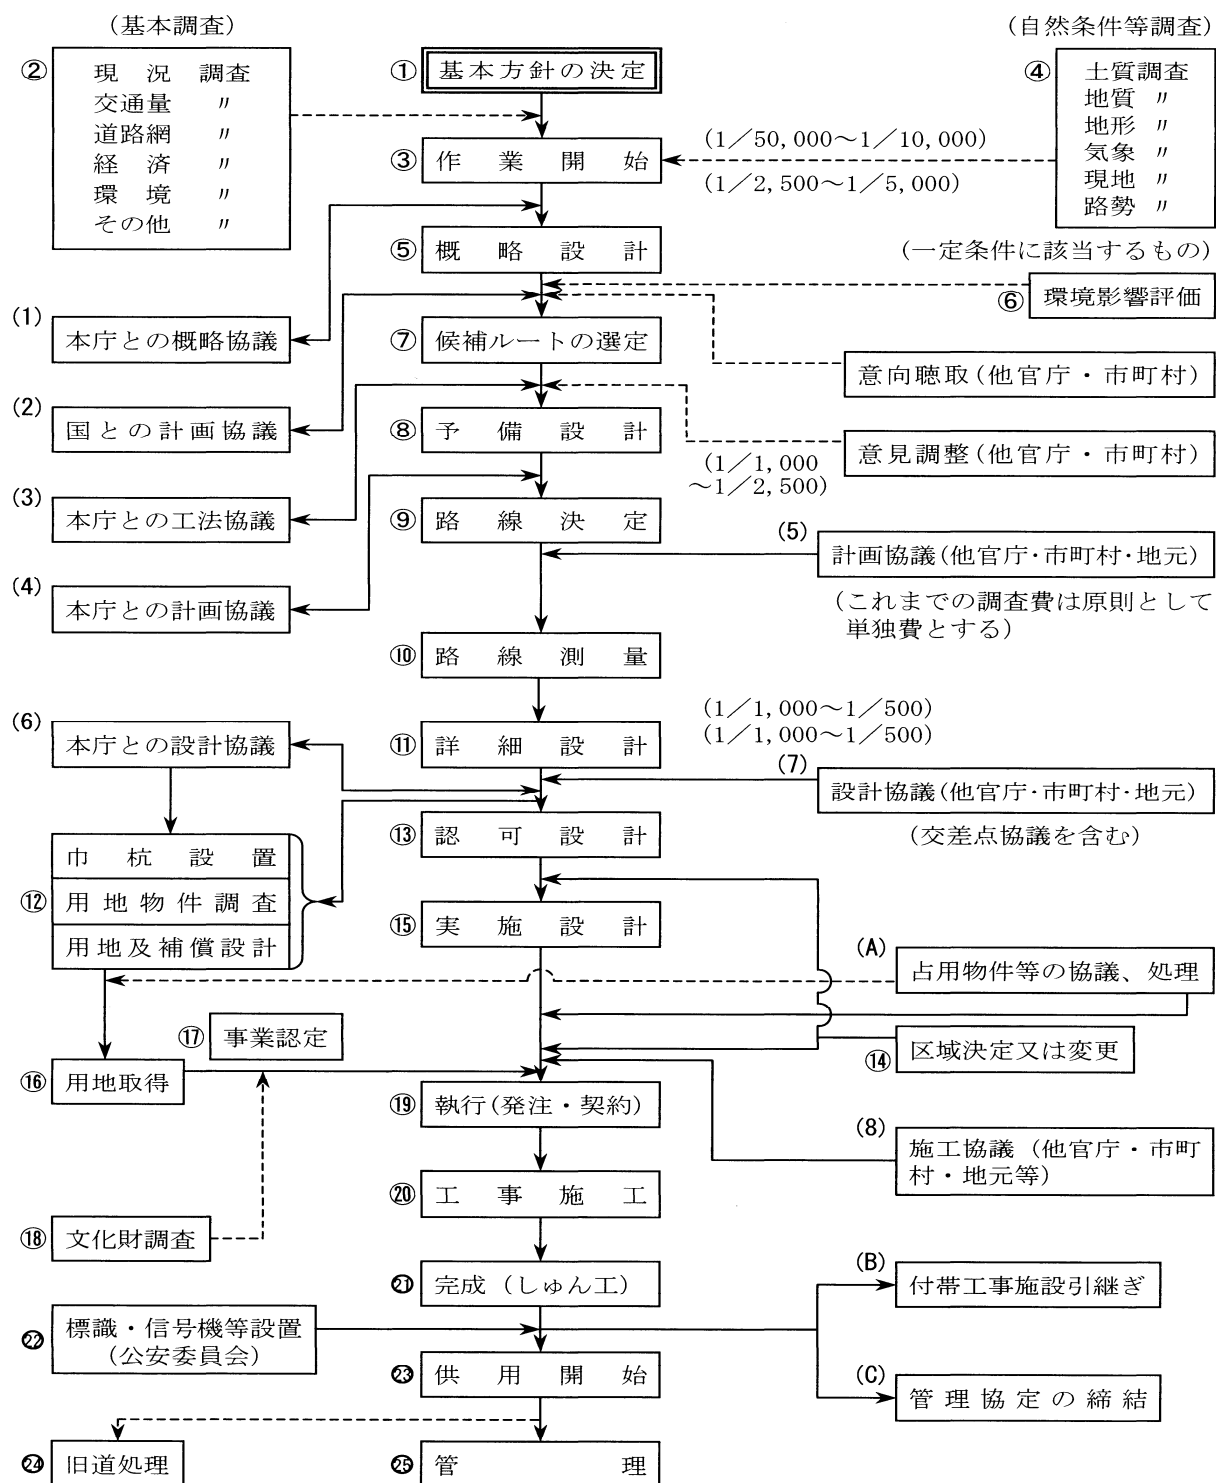 (基本調査)
(自然条件等調査)
② 現況調査
交通量 〃
道路網 〃
経済 〃
環境 〃
その他 〃
① 基本方針の決定
④ 土質調査
地質 〃
地形 〃
気象 〃
現地 〃
路勢 〃
③ 作業開始
(1/50,000~1/10,000)
(1/2,500~1/5,000)
⑤ 概略設計
(一定条件に該当するもの)
⑥ 環境影響評価
(1) 本庁との概略協議
⑦ 候補ルートの選定
意向聴取(他官庁・市町村)
(2) 国との計画協議
⑧ 予備設計
意見調整(他官庁・市町村)
(1/1,000
~1/2,500)
(3) 本庁との工法協議
⑨ 路線決定
(5) 計画協議(他官庁・市町村・地元)
(4) 本庁との計画協議
(これまでの調査費は原則として
単独費とする)
⑩ 路線測量
(6) 本庁との設計協議
⑪ 詳細設計
(1/1,000~1/500)
(1/1,000~1/500)
(7) 設計協議(他官庁・市町村・地元)
(交差点協議を含む)
⑬ 認可設計
巾杭設置
⑫ 用地物件調査
用地及補償設計
⑮ 実施設計
(A) 占用物件等の協議、処理
⑰ 事業認定
⑭ 区域決定又は変更
⑯ 用地取得
⑲ 執行(発注・契約)
(8) 施工協議(他官庁・市町
村・地元等)
⑳ 工事施工
⑱ 文化財調査
㉑ 完成(しゅん工)
(B) 付帯工事施設引継ぎ
㉒ 標識・信号機等設置
(公安委員会)
㉓ 供用開始
(C) 管理協定の締結
㉔ 旧道処理
㉕ 管理